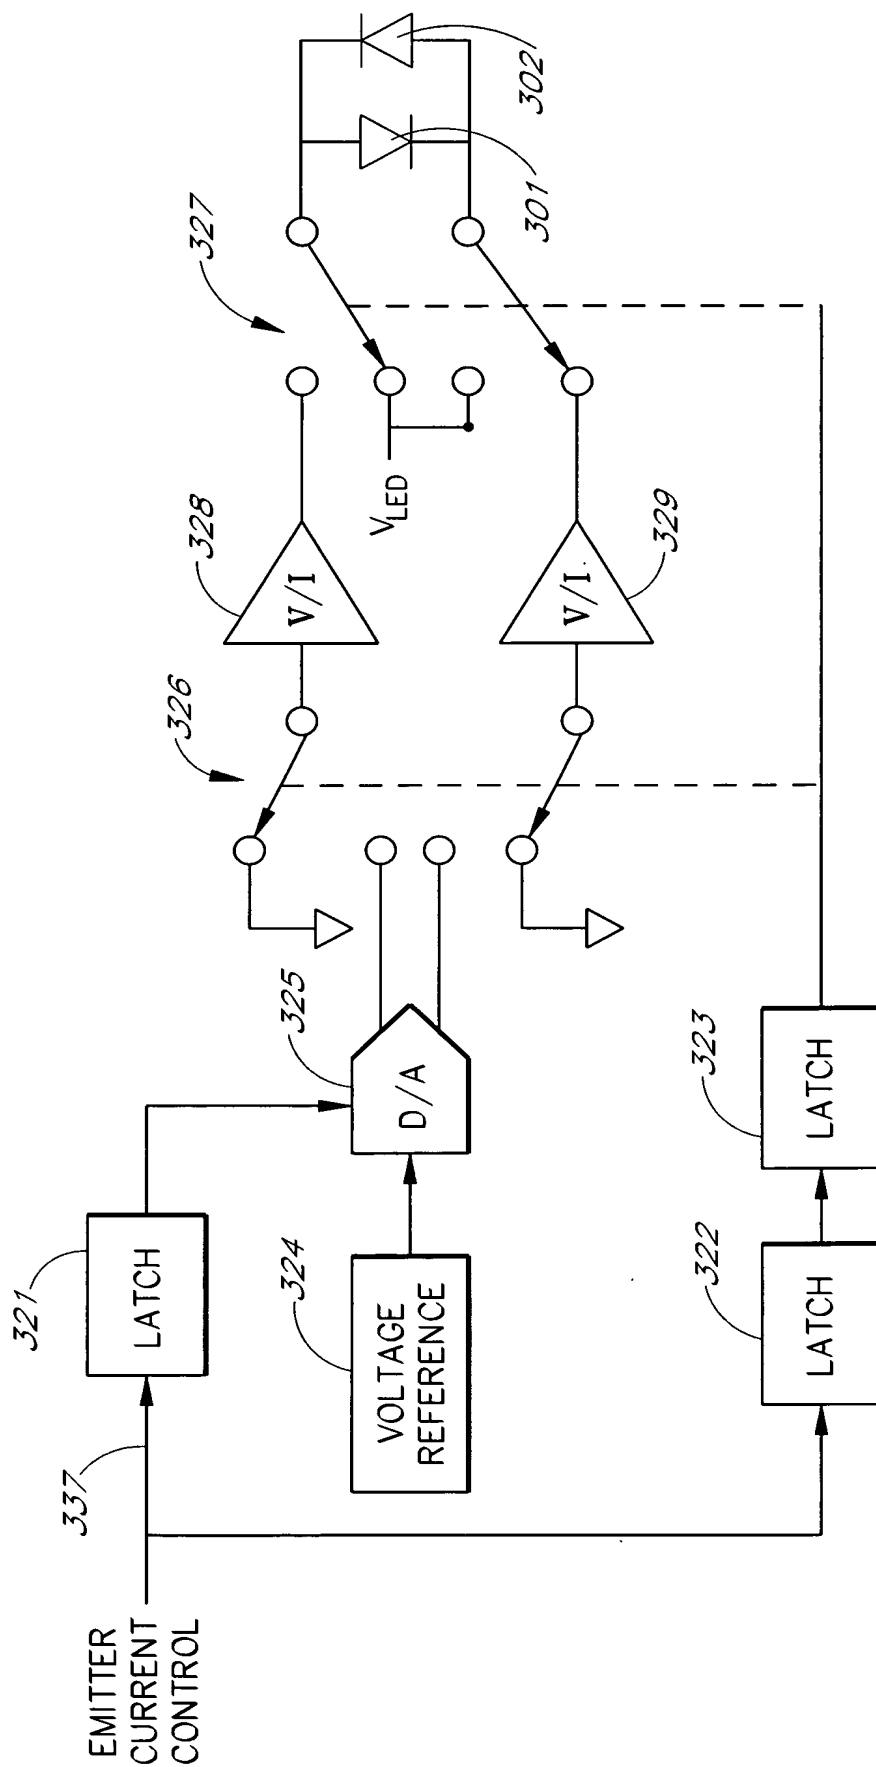 EMITTER
CURRENT
CONTROL
337
321
LATCH
324
VOLTAGE
REFERENCE
325
D/A
322
LATCH
323
LATCH
326
328
V/I
V/I
329
VLED
327
301
302